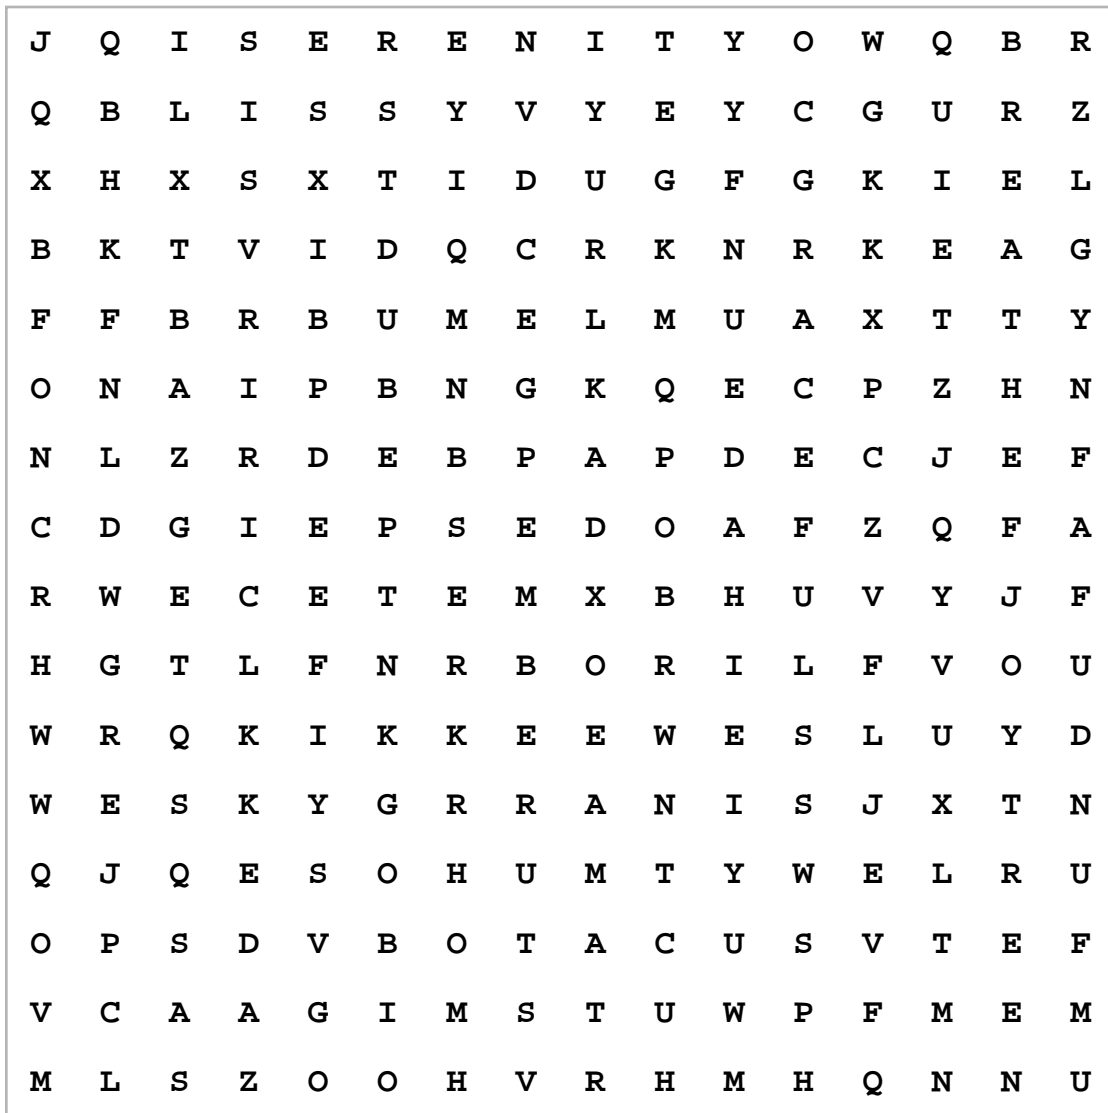 J Q I S E R E N I T Y O W Q B R
Q B L I S S Y V Y E Y C G U R Z
X H X S X T I D U G F G K I E L
B K T V I D Q C R K N R K E A G
F F B R B U M E L M U A X T T Y
O N A I P B N G K Q E C P Z H N
N L Z R D E B P A P D E C J E F
C D G I E P S E D O A F Z Q F A
R W E C E T E M X B H U V Y J F
H G T L F N R B O R I L F V O U
W R Q K I K K E E W E S L U Y D
W E S K Y G R R A N I S J X T N
Q J Q E S O H U M T Y W E L R U
O P S D V B O T A C U S V T E F
V C A A G I M S T U W P F M E M
M L S Z O O H V R H M H Q N N U